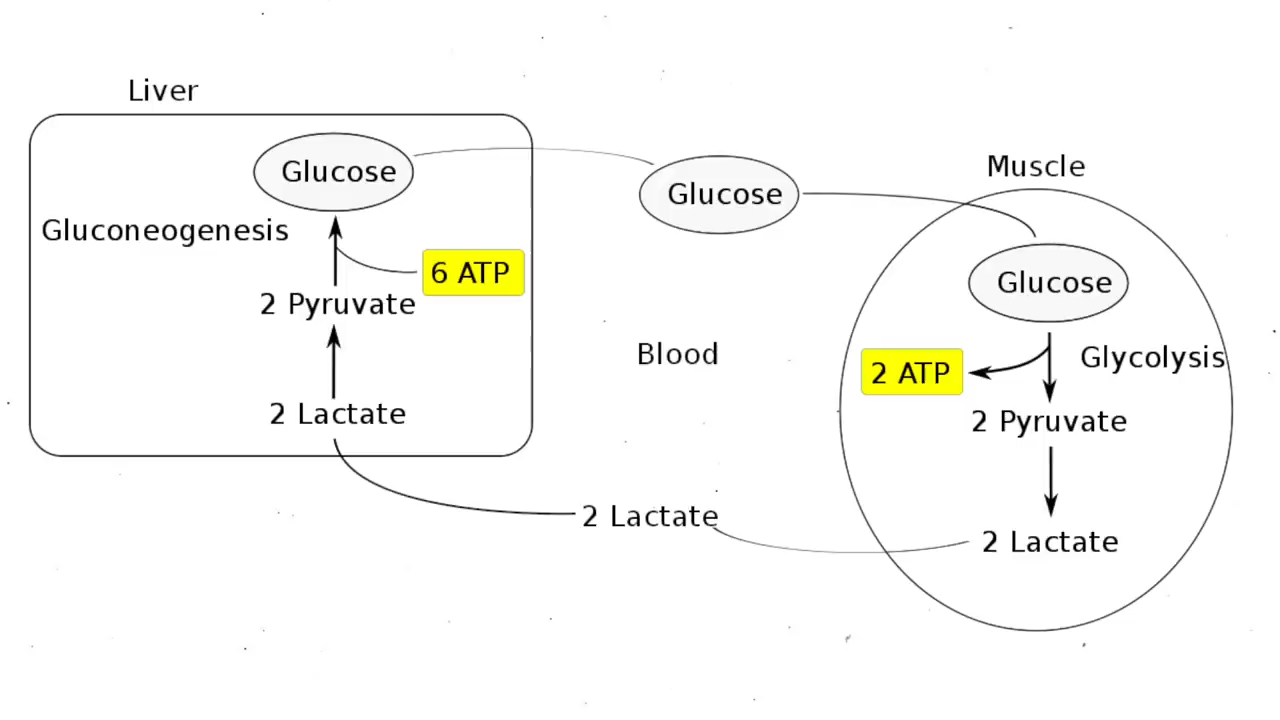 Liver
Glucose
Gluconeogenesis
6 ATP
2 Pyruvate
2 Lactate
Glucose
Blood
2 Lactate
Muscle
Glucose
Glycolysis
2 ATP
2 Pyruvate
2 Lactate